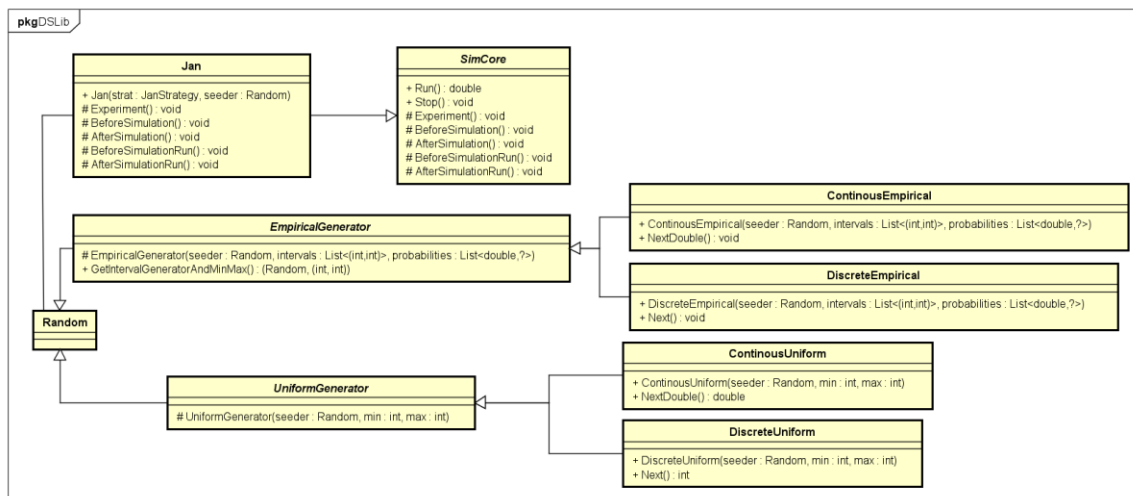 pkg DSLib
Jan
+ Jan(strat : JanStrategy, seeder : Random)
# Experiment() : void
# BeforeSimulation() : void
# AfterSimulation() : void
# BeforeSimulationRun() : void
# AfterSimulationRun() : void
SimCore
+ Run() : double
+ Stop() : void
# Experiment() : void
# BeforeSimulation() : void
# AfterSimulation() : void
# BeforeSimulationRun() : void
# AfterSimulationRun() : void
EmpiricalGenerator
# EmpiricalGenerator(seeder : Random, intervals : List<(int,int)>, probabilities : List<double,?>)
+ GetIntervalGeneratorAndMinMax() : (Random, (int, int))
ContinousEmpirical
+ ContinousEmpirical(seeder : Random, intervals : List<(int,int)>, probabilities : List<double,?>)
+ NextDouble() : void
DiscreteEmpirical
+ DiscreteEmpirical(seeder : Random, intervals : List<(int,int)>, probabilities : List<double,?>)
+ Next() : void
Random
UniformGenerator
# UniformGenerator(seeder : Random, min : int, max : int)
ContinousUniform
+ ContinousUniform(seeder : Random, min : int, max : int)
+ NextDouble() : double
DiscreteUniform
+ DiscreteUniform(seeder : Random, min : int, max : int)
+ Next() : int